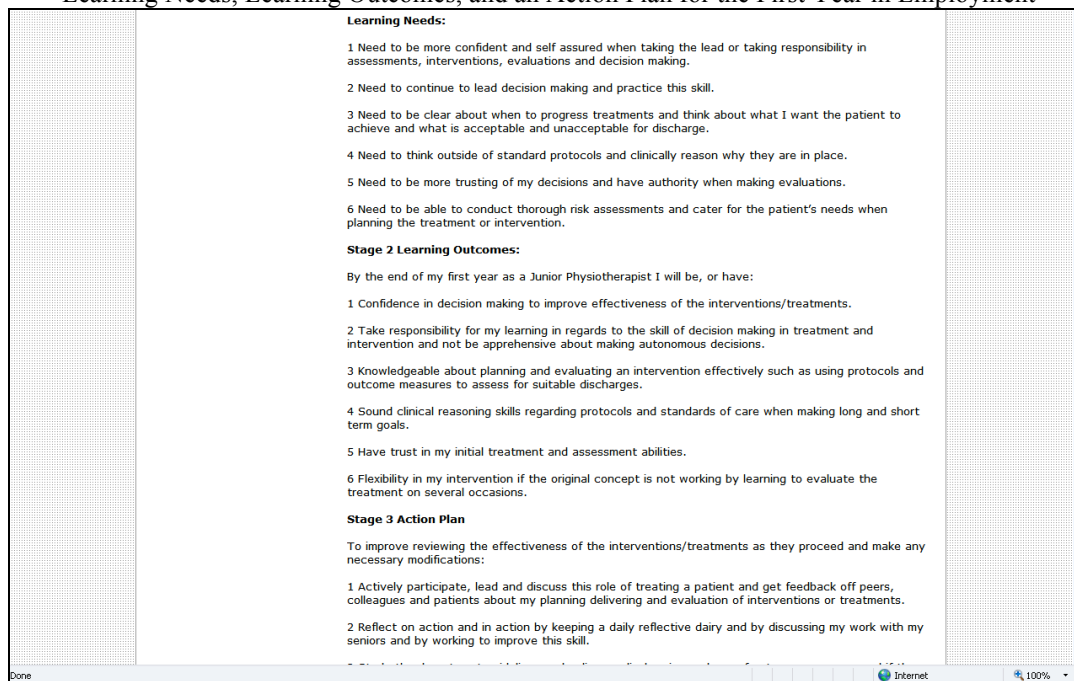 Learning Needs, Learning Outcomes, and an Action Plan for the First Year in Employment
Learning Needs:
1 Need to be more confident and self assured when taking the lead or taking responsibility in
assessments, interventions, evaluations and decision making.
2 Need to continue to lead decision making and practice this skill.
3 Need to be clear about when to progress treatments and think about what I want the patient to
achieve and what is acceptable and unacceptable for discharge.
4 Need to think outside of standard protocols and clinically reason why they are in place.
5 Need to be more trusting of my decisions and have authority when making evaluations.
6 Need to be able to conduct thorough risk assessments and cater for the patient's needs when
planning the treatment or intervention.
Stage 2 Learning Outcomes:
By the end of my first year as a Junior Physiotherapist I will be, or have:
1 Confidence in decision making to improve effectiveness of the interventions/treatments.
2 Take responsibility for my learning in regards to the skill of decision making in treatment and
intervention and not be apprehensive about making autonomous decisions.
3 Knowledgeable about planning and evaluating an intervention effectively such as using protocols and
outcome measures to assess for suitable discharges.
4 Sound clinical reasoning skills regarding protocols and standards of care when making long and short
term goals.
5 Have trust in my initial treatment and assessment abilities.
6 Flexibility in my intervention if the original concept is not working by learning to evaluate the
treatment on several occasions.
Stage 3 Action Plan
To improve reviewing the effectiveness of the interventions/treatments as they proceed and make any
necessary modifications:
1 Actively participate, lead and discuss this role of treating a patient and get feedback off peers,
colleagues and patients about my planning delivering and evaluation of interventions or treatments.
2 Reflect on action and in action by keeping a daily reflective dairy and by discussing my work with my
seniors and by working to improve this skill.
Done
Internet
100%